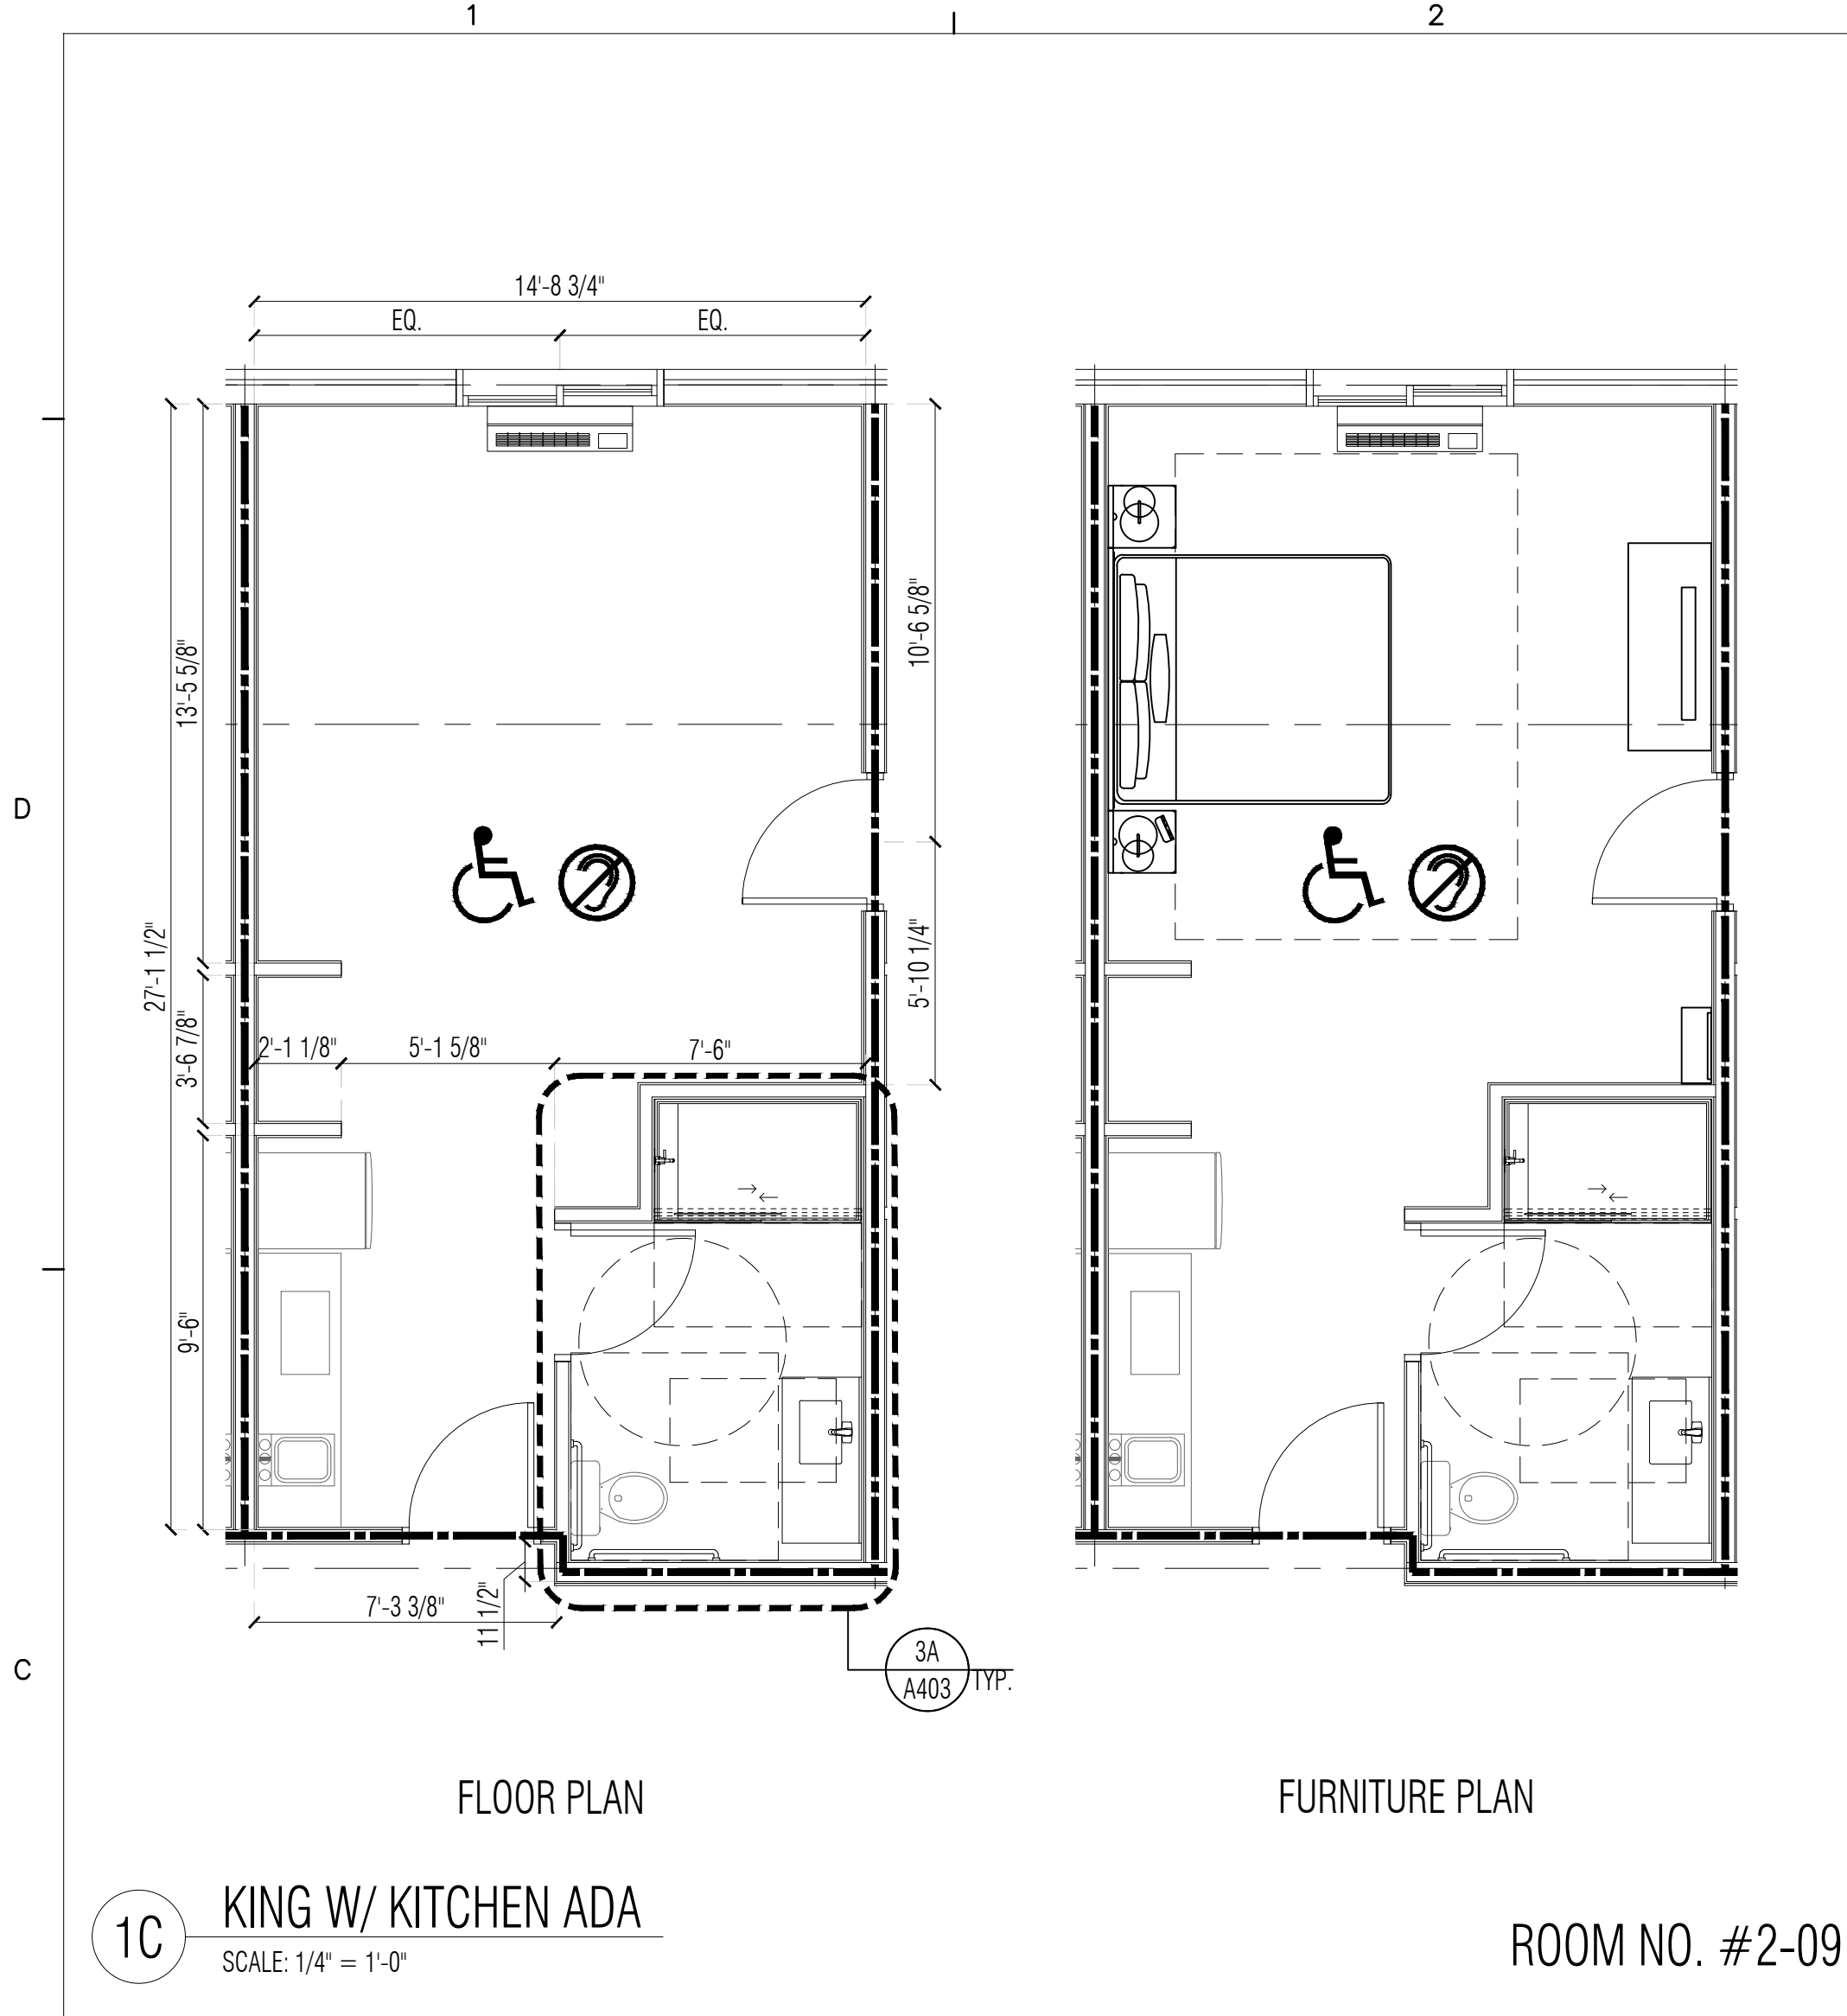 1
2
14'-8 3/4"
EQ.
EQ.
13'-5 5/8"
10'-6 5/8"
D
27'-1 1/2"
5'-10 1/4"
3'-6 7/8"
2'-1 1/8"
5'-1 5/8"
7'-6"
9'-6"
7'-3 3/8"
11 1/2"
C
3A
A403
TYP.
FLOOR PLAN
FURNITURE PLAN
1C
KING W/ KITCHEN ADA
SCALE: 1/4" = 1'-0"
ROOM NO. #2-09